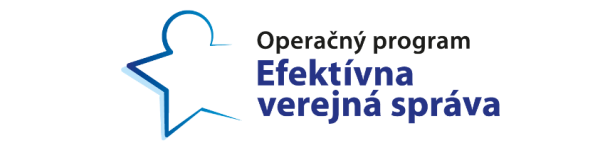 Operačný program
Efektívna
verejná správa